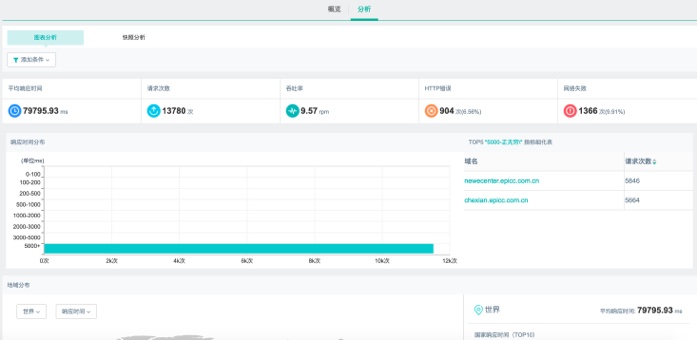 概览 分析
图表分析 快照分析
添加条件
平均响应时间 请求次数 吞吐率 HTTP错误 网络失败
79795.93 ms 13780 次 9.57 rpm 904 次(6.56%) 1366 次(9.91%)
响应时间分布 TOP5 "5000-正无穷!" 按粗细化表
(单位ms) 域名 请求次数
0-100
100-200 newecenter.epicc.com.cn 5846
200-500
500-1000 chexian.epicc.com.cn 5664
1000-2000
2000-3000
3000-5000
5000+
0次 2k次 4k次 6k次 8k次 10k次 12k次
地域分布
世界 响应时间 世界 平均响应时间: 79795.93 ms
国家响应时间（TOP10）